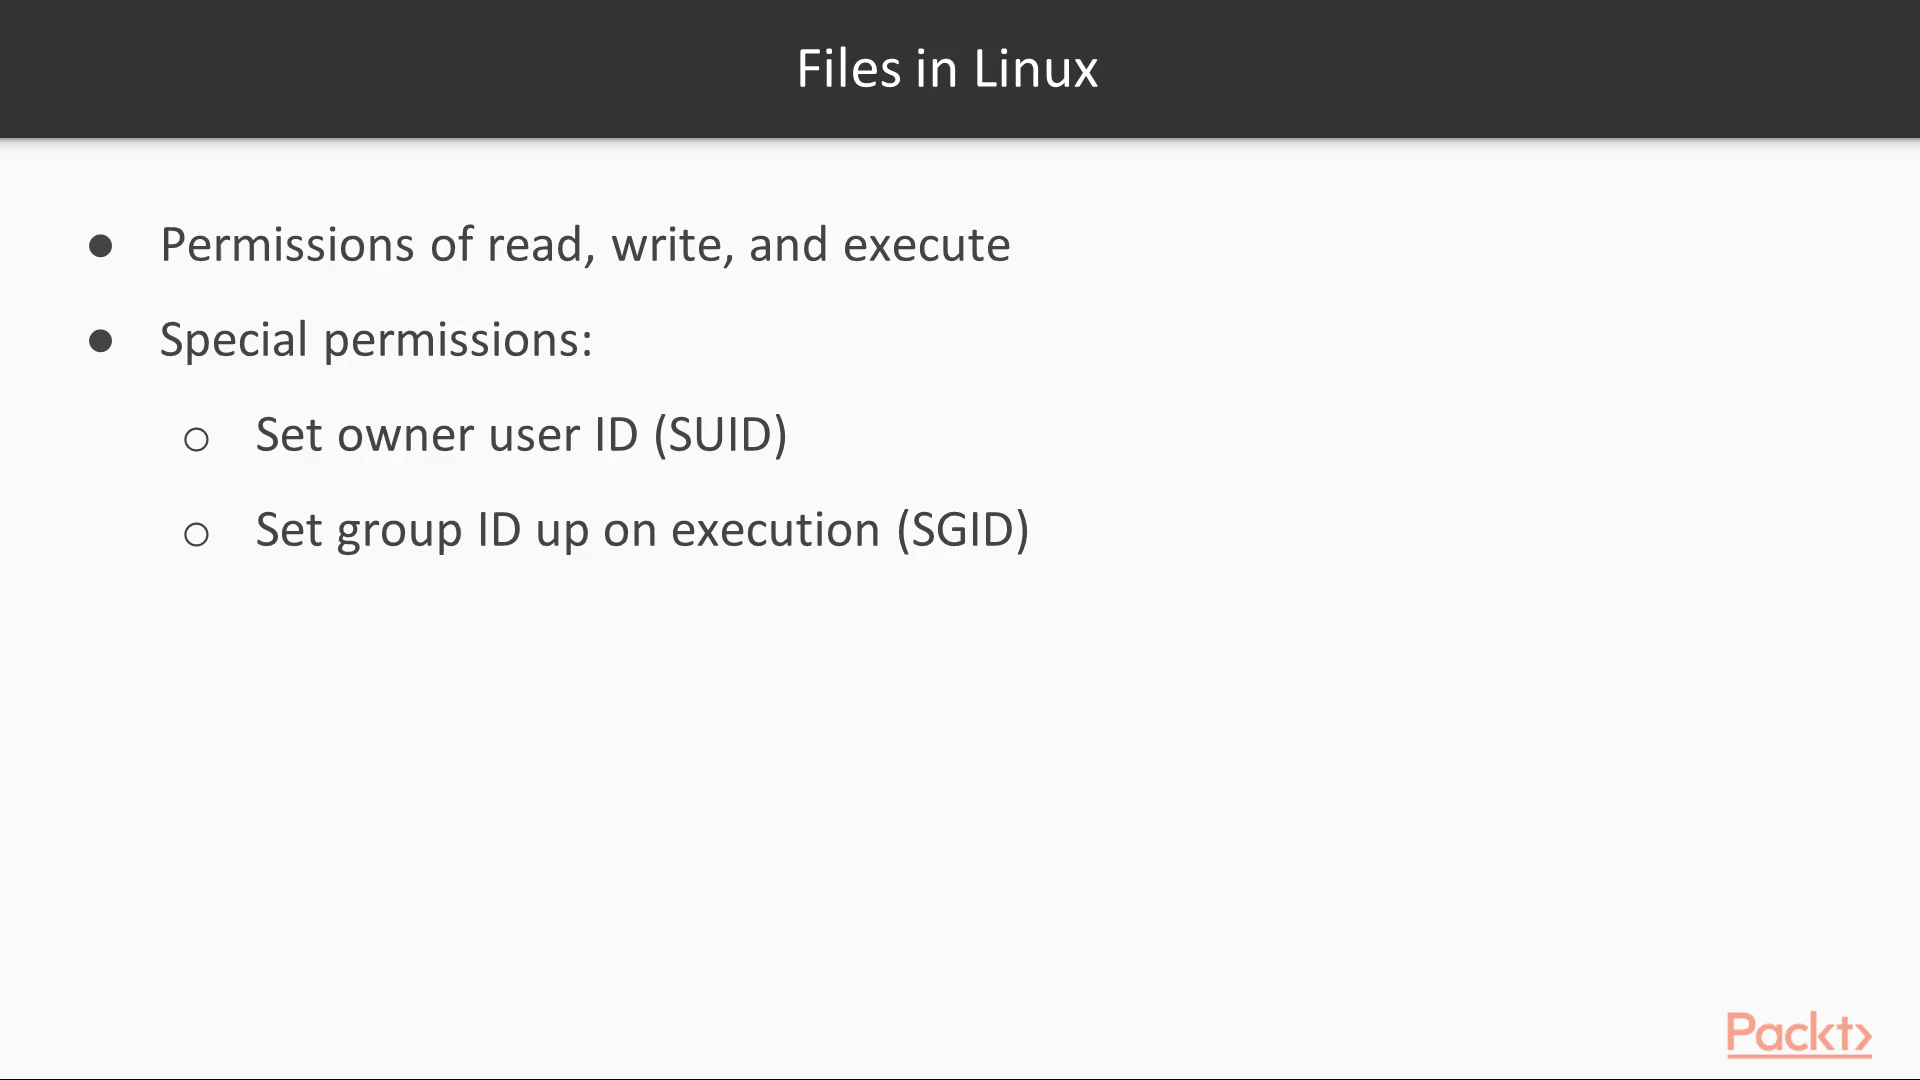 Files in Linux
● Permissions of read, write, and execute
● Special permissions:
○ Set owner user ID (SUID)
○ Set group ID up on execution (SGID)
Packt>